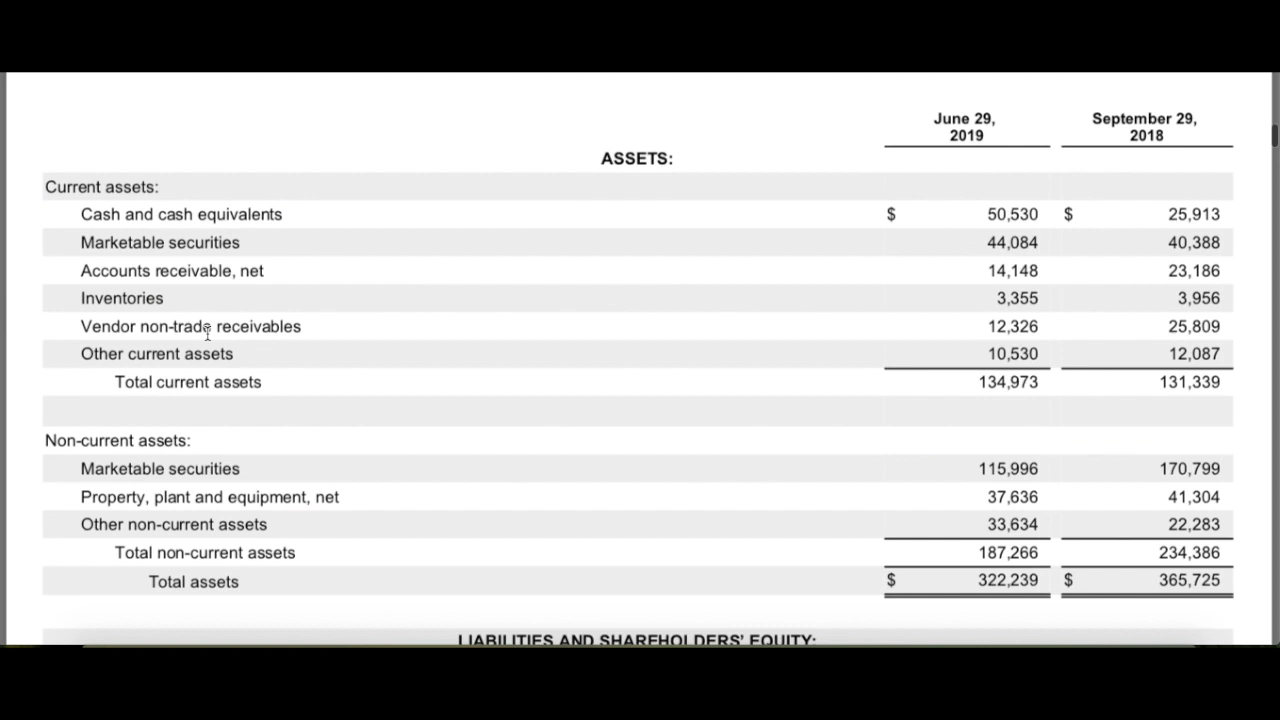 June 29, September 29,
2019 2018
ASSETS:
Current assets:
Cash and cash equivalents $ 50,530 $ 25,913
Marketable securities 44,084 40,388
Accounts receivable, net 14,148 23,186
Inventories 3,355 3,956
Vendor non-trade receivables 12,326 25,809
Other current assets 10,530 12,087
Total current assets 134,973 131,339
Non-current assets:
Marketable securities 115,996 170,799
Property, plant and equipment, net 37,636 41,304
Other non-current assets 33,634 22,283
Total non-current assets 187,266 234,386
Total assets $ 322,239 $ 365,725
LIABILITIES AND SHAREHOLDERS' EQUITY: